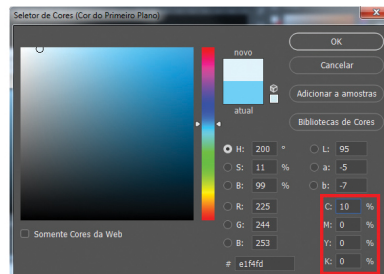 Seletor de Cores (Cor do Primeiro Plano)
novo
atual
OK
Cancelar
Adicionar a amostras
Bibliotecas de Cores
H: 200 °
S: 11 %
B: 99 %
R: 225
G: 244
B: 253
# e1f4fd
L: 95
a: -5
b: -7
C: 10 %
M: 0 %
Y: 0 %
K: 0 %
Somente Cores da Web